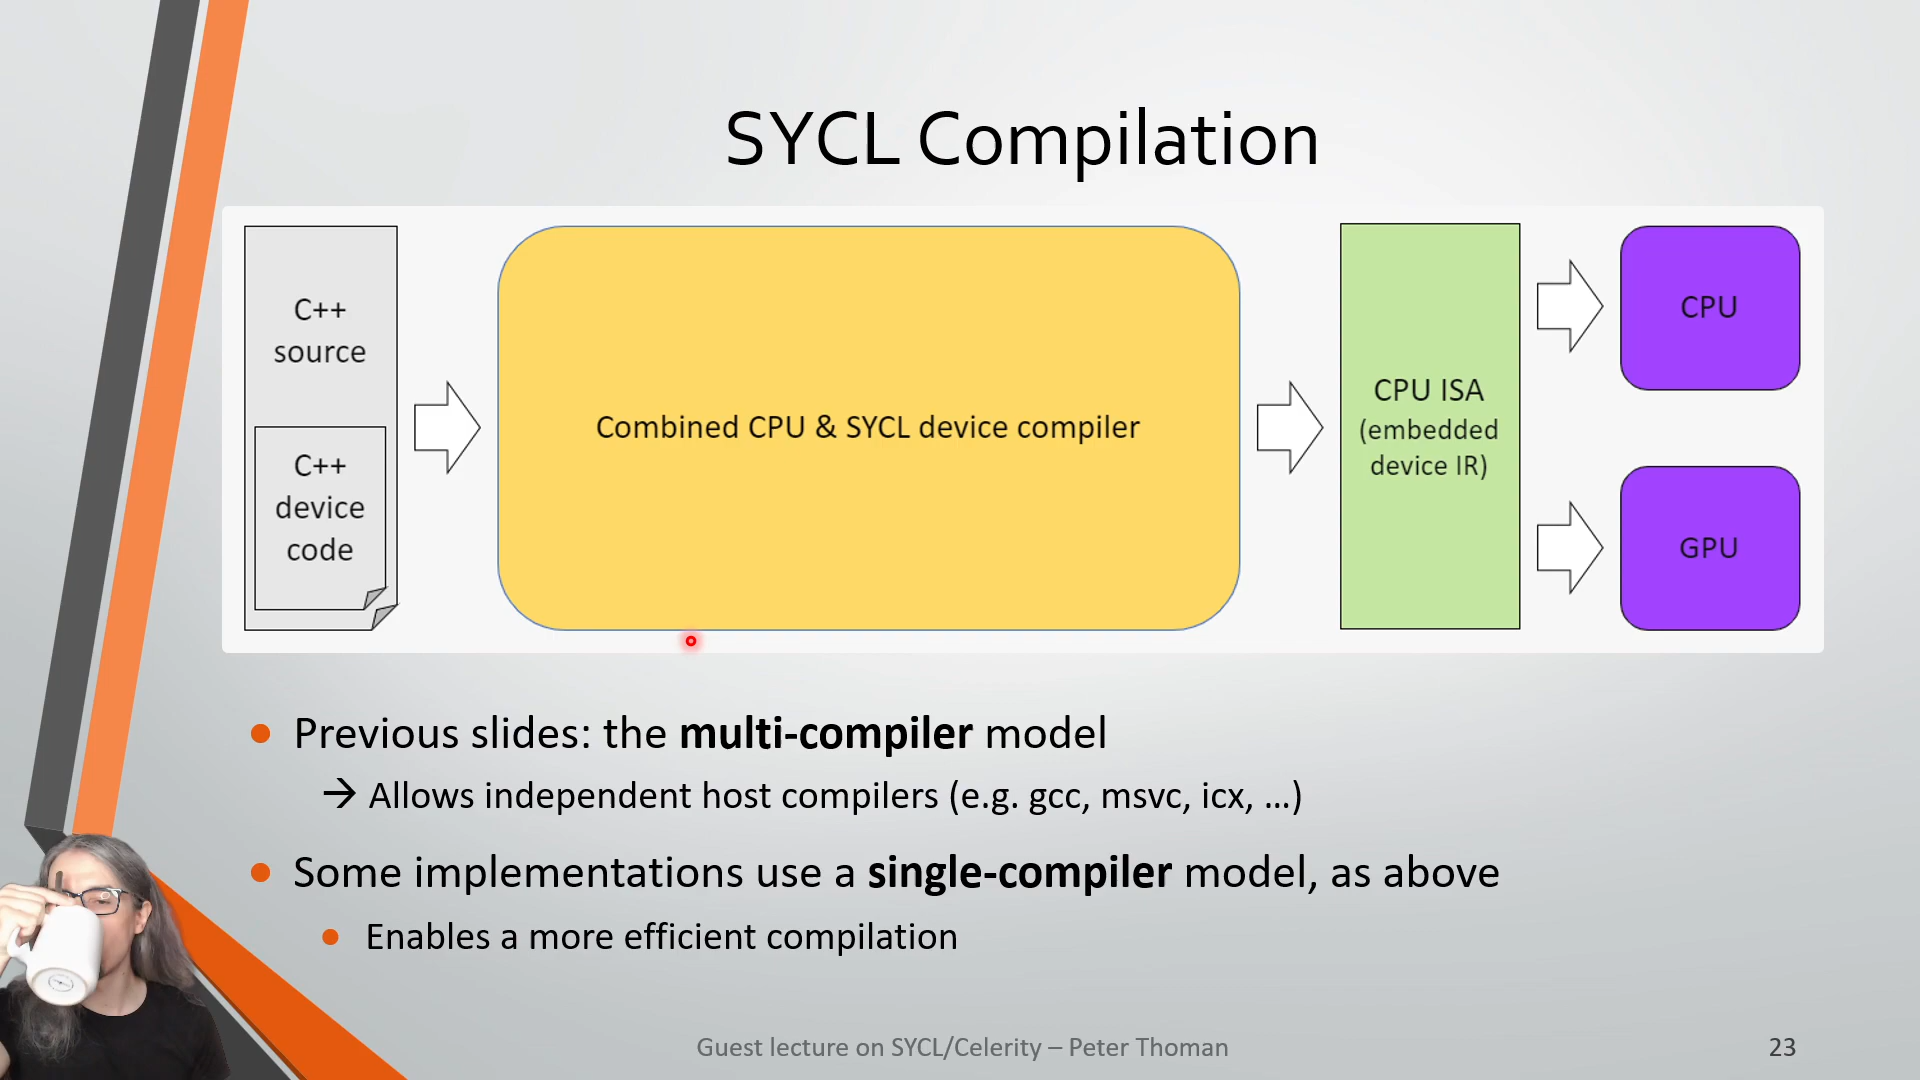 SYCL Compilation
C++
source
C++
device
code
Combined CPU & SYCL device compiler
CPU ISA
(embedded
device IR)
CPU
GPU
Previous slides: the multi-compiler model
→ Allows independent host compilers (e.g. gcc, msvc, icx, …)
Some implementations use a single-compiler model, as above
Enables a more efficient compilation
Guest lecture on SYCL/Celerity – Peter Thoman
23